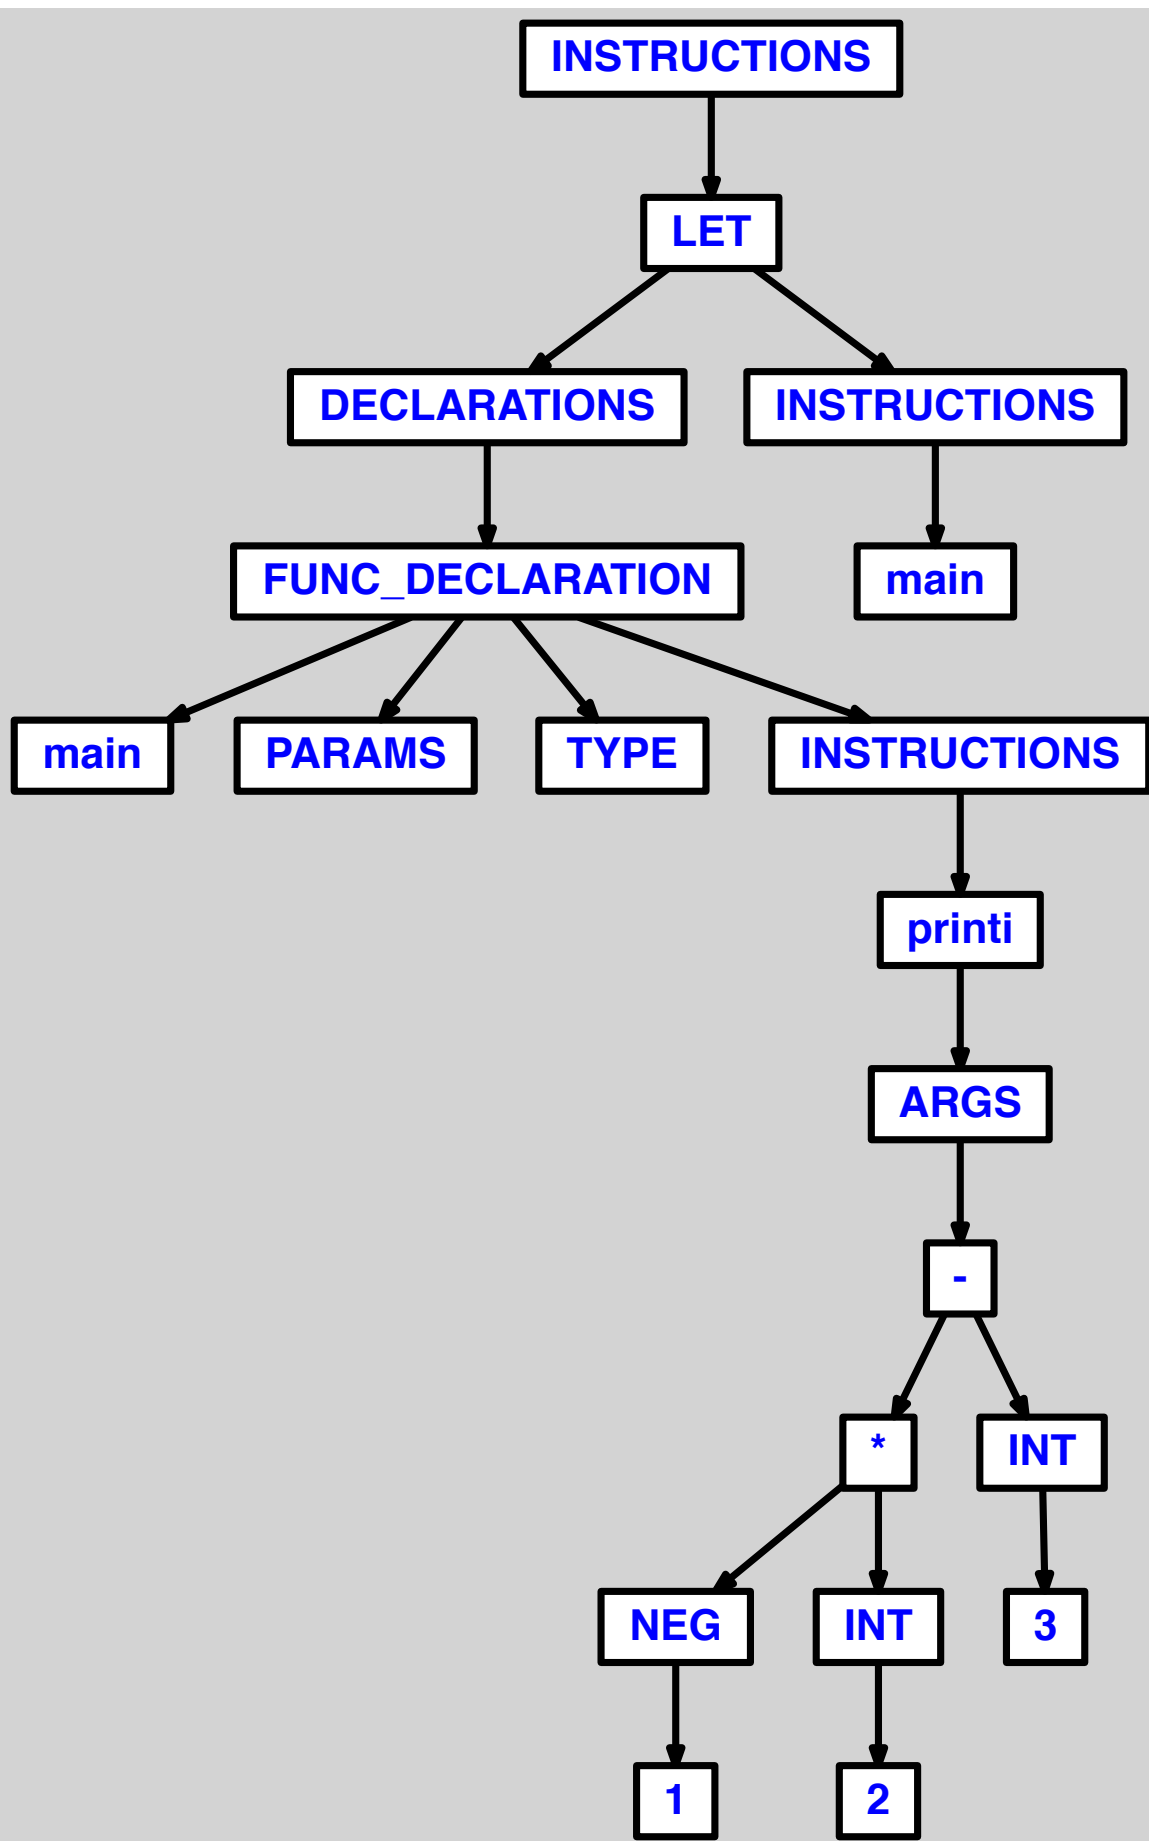 INSTRUCTIONS
LET
DECLARATIONS
INSTRUCTIONS
FUNC_DECLARATION
main
main
PARAMS
TYPE
INSTRUCTIONS
printi
ARGS
-
*
INT
NEG
INT
3
1
2